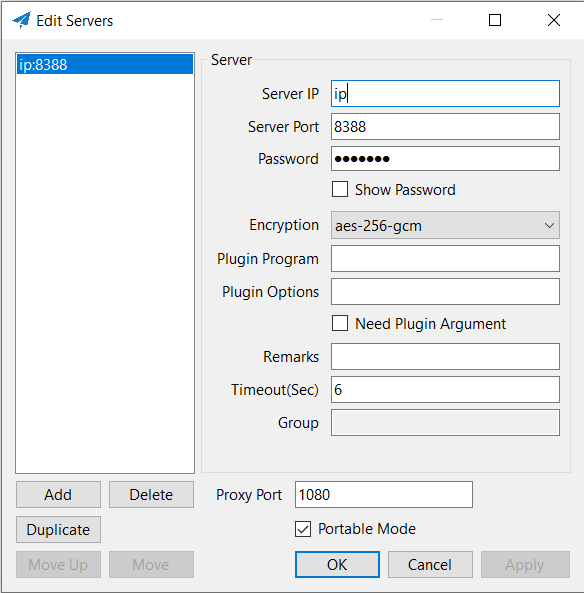 Edit Servers
ip:8388
Server
Server IP
ip
Server Port
8388
Password
●●●●●●●
Show Password
Encryption
aes-256-gcm
Plugin Program
Plugin Options
Need Plugin Argument
Remarks
Timeout(Sec)
6
Group
Add
Delete
Proxy Port
1080
Duplicate
Portable Mode
Move Up
Move
OK
Cancel
Apply